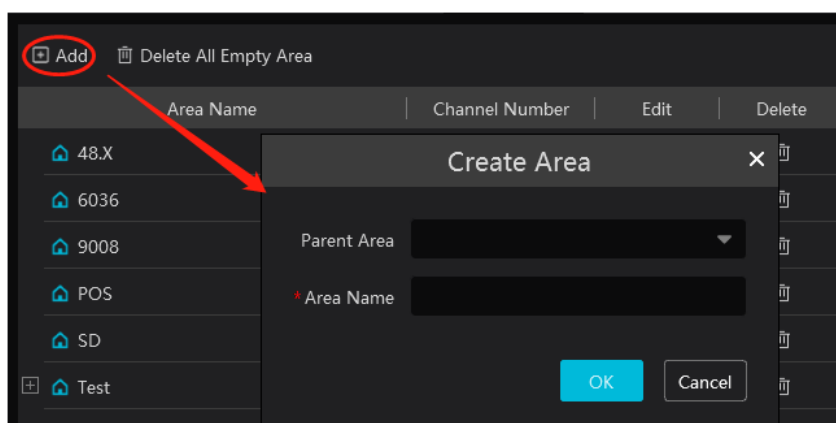 Add Delete All Empty Area
Area Name Channel Number Edit Delete
48.X
Create Area
6036
Parent Area
9008
*Area Name
POS
SD
OK Cancel
Test